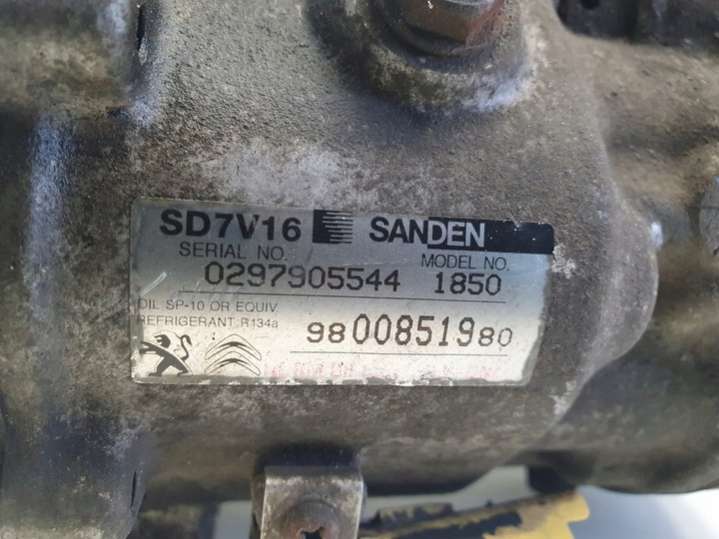 SD7V16 SANDEN
SERIAL NO. MODEL NO.
0297905544 1850
OIL SP-10 OR EQUIV.
REFRIGERANT R134a
9800851980